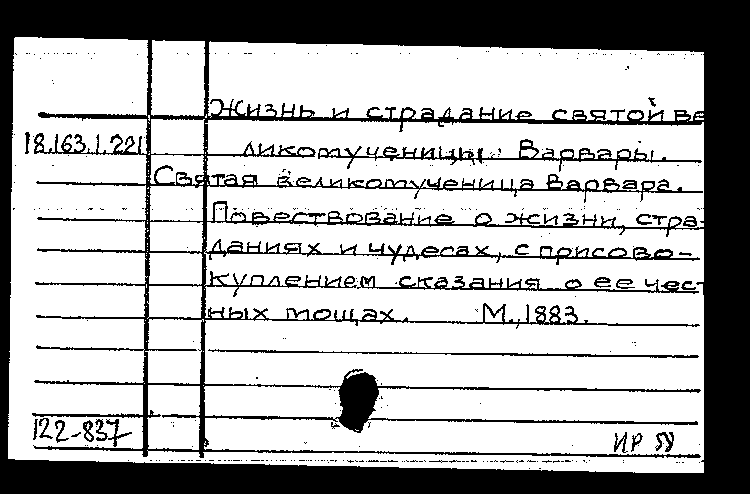 Жизнь и страдание святой ве
18.163.1.221 ликомученицы Варвары.
Святая великомученица Варвара.
Повествование о жизни, стра-
даниях и чудесах, с присово-
куплением сказания о ее чест
ных мощах. М., 1883.
122-837 ИР 58